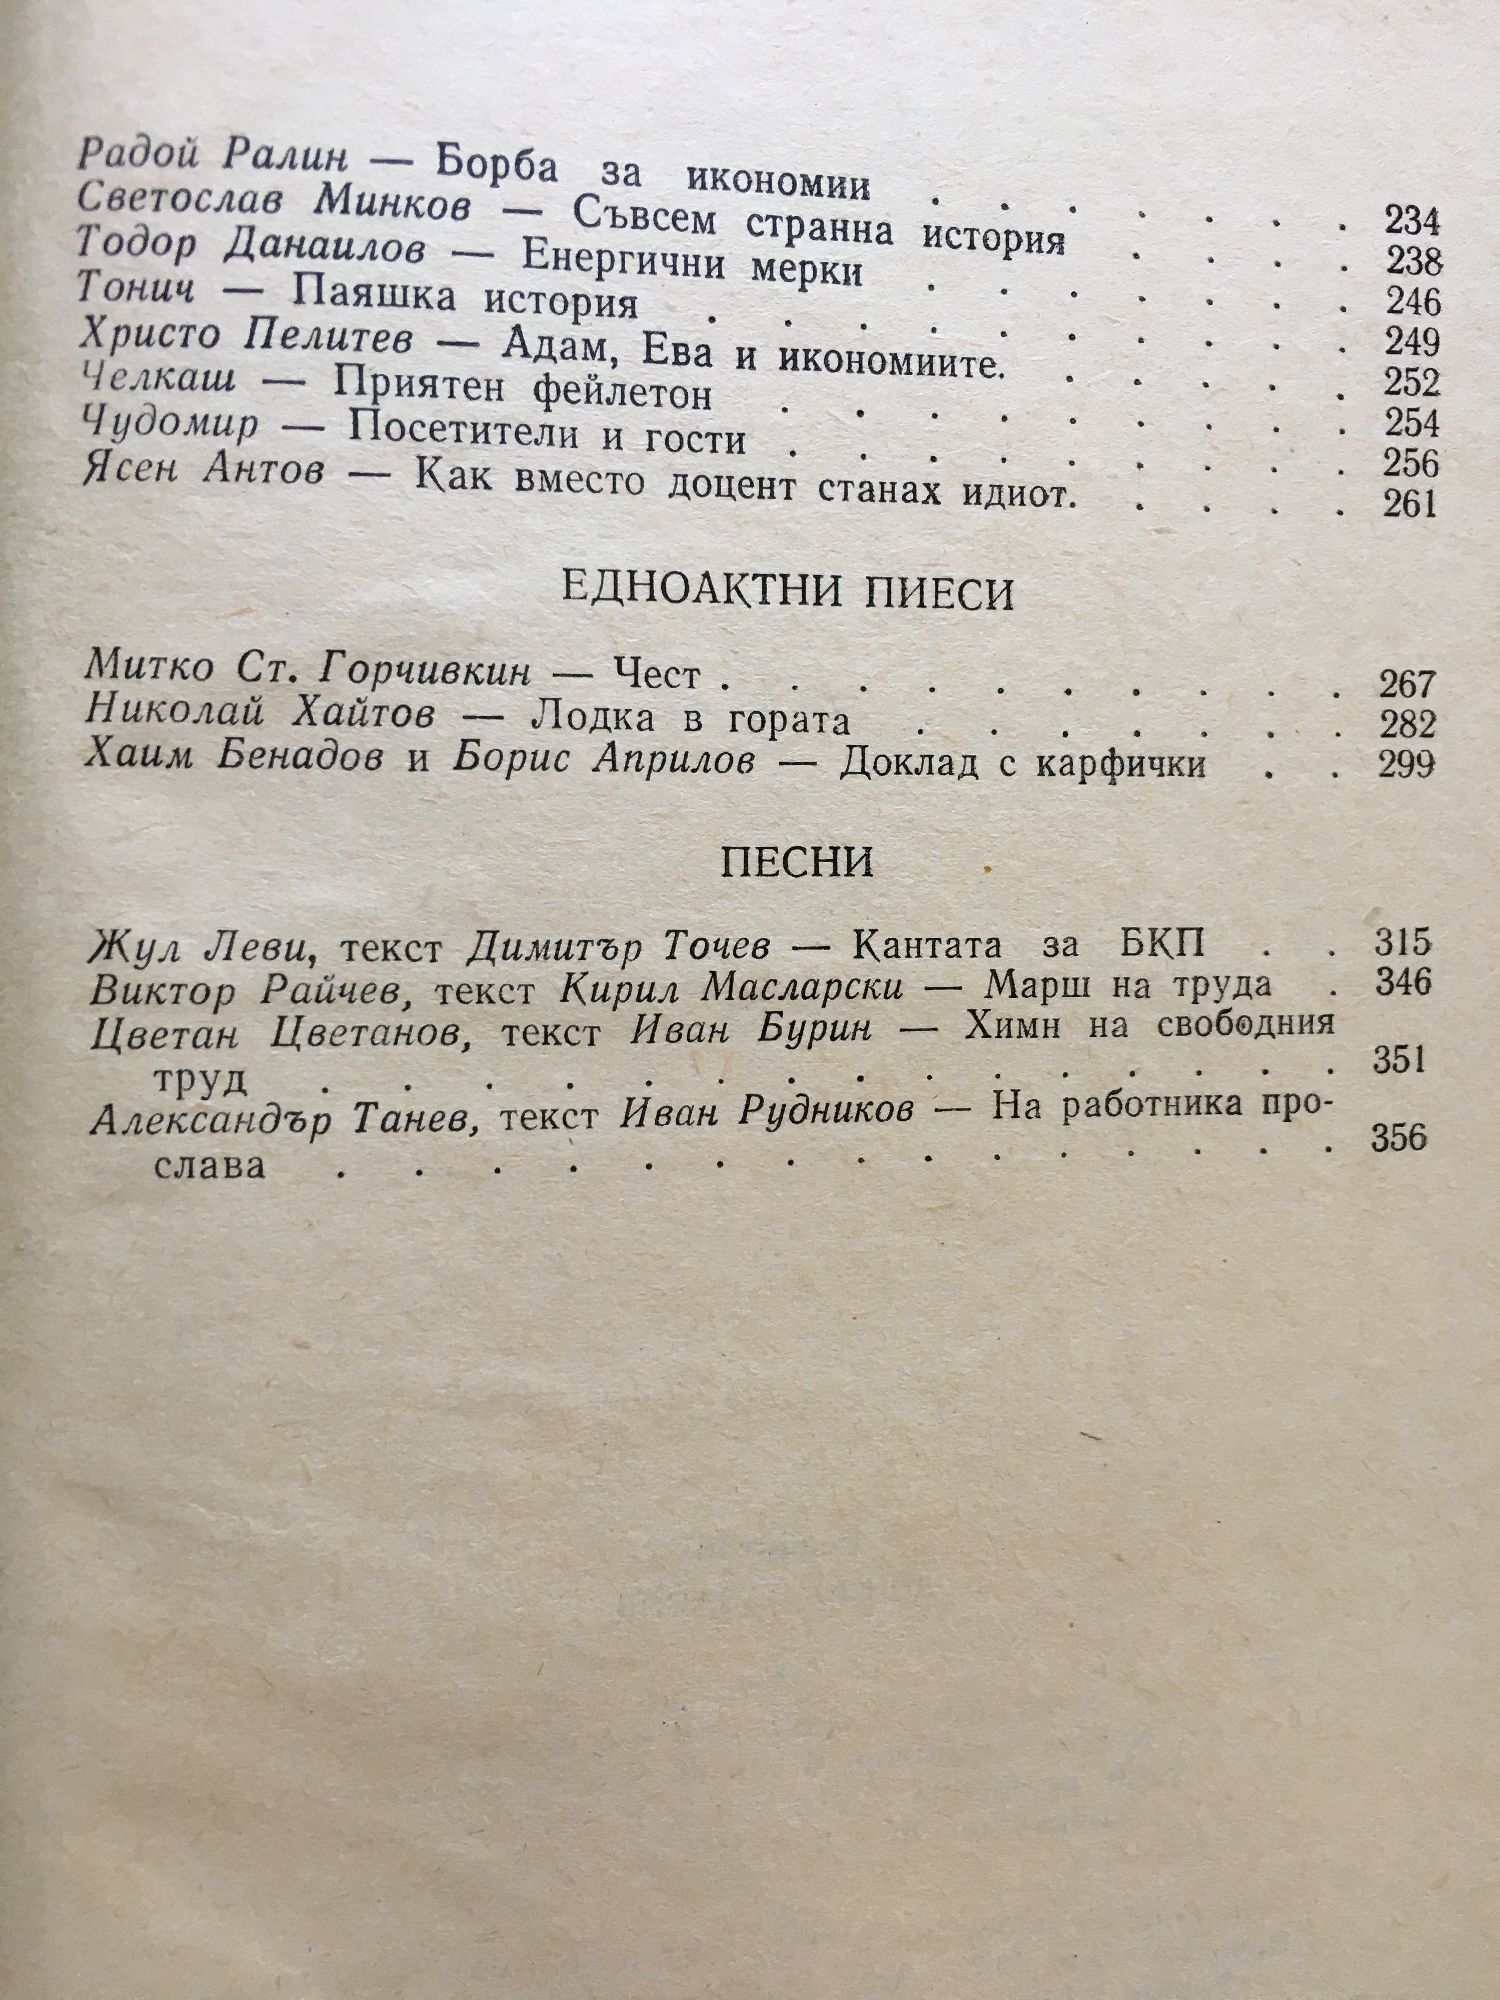 Радой Ралин — Борба за икономии . . . . . . . 234
Светослав Минков — Съвсем странна история . . . . 238
Тодор Данаилов — Енергични мерки . . . . . . . 246
Тонич — Паяшка история . . . . . . . . . . 249
Христо Пелитев — Адам, Ева и икономиите. . . . . . 252
Челкаш — Приятен фейлетон . . . . . . . . . 254
Чудомир — Посетители и гости . . . . . . . . . 256
Ясен Антов — Как вместо доцент станах идиот. . . . . 261
ЕДНОАКТНИ ПИЕСИ
Митко Ст. Горчивкин — Чест . . . . . . . . . . 267
Николай Хайтов — Лодка в гората . . . . . . . 282
Хаим Бенадов и Борис Априлов — Доклад с карфички . . 299
ПЕСНИ
Жул Леви, текст Димитър Точев — Кантата за БКП . . 315
Виктор Райчев, текст Кирил Масларски — Марш на труда . 346
Цветан Цветанов, текст Иван Бурин — Химн на свободния
труд . . . . . . . . . . . . . . 351
Александър Танев, текст Иван Рудников — На работника про-
слава . . . . . . . . . . . . . . 356